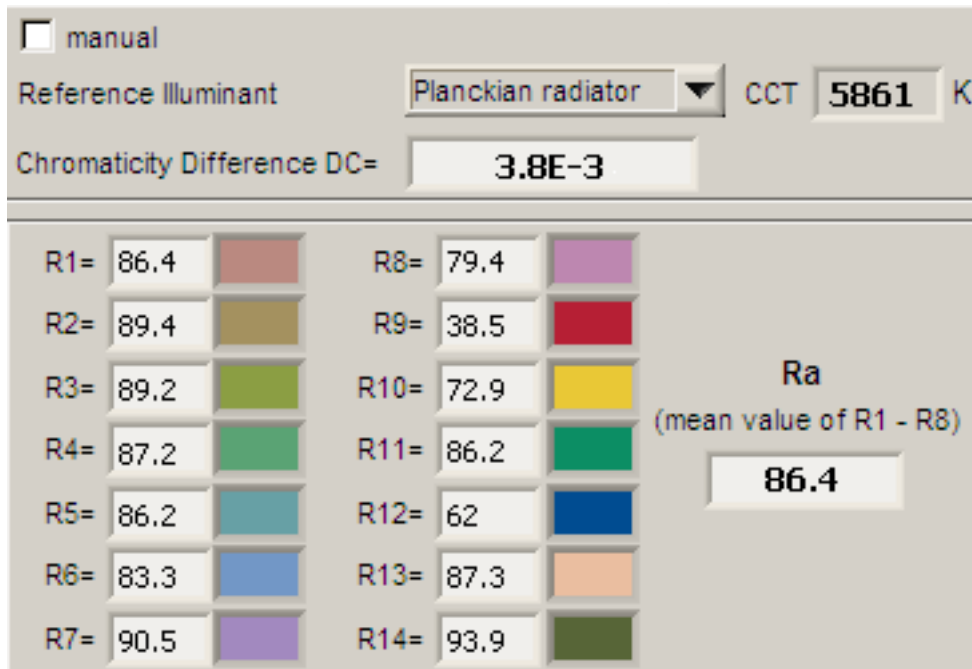 manual
Reference Illuminant Planckian radiator CCT 5861 K
Chromaticity Difference DC= 3.8E-3
R1= 86.4 R8= 79.4
R2= 89.4 R9= 38.5
R3= 89.2 R10= 72.9
Ra
(mean value of R1 - R8)
R4= 87.2 R11= 86.2
86.4
R5= 86.2 R12= 62
R6= 83.3 R13= 87.3
R7= 90.5 R14= 93.9